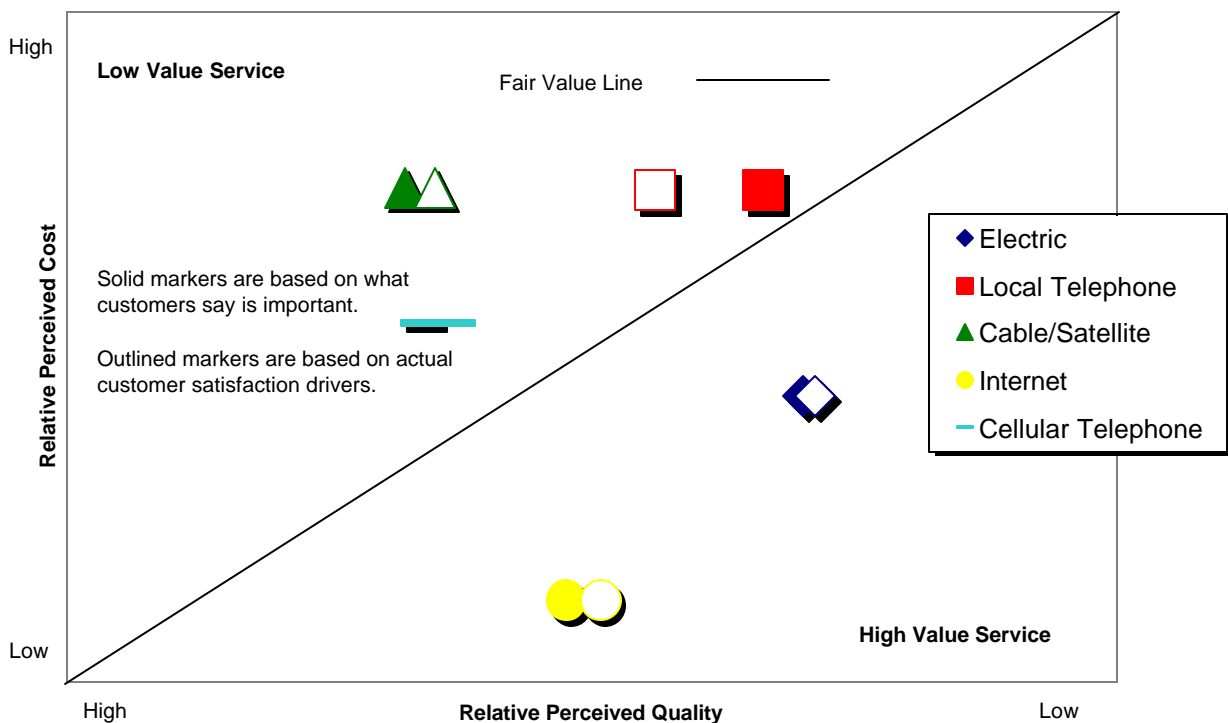 High
Low Value Service
Fair Value Line
Relative Perceived Cost
Solid markers are based on what
customers say is important.
Outlined markers are based on actual
customer satisfaction drivers.
Electric
Local Telephone
Cable/Satellite
Internet
Cellular Telephone
High Value Service
Low
High
Relative Perceived Quality
Low